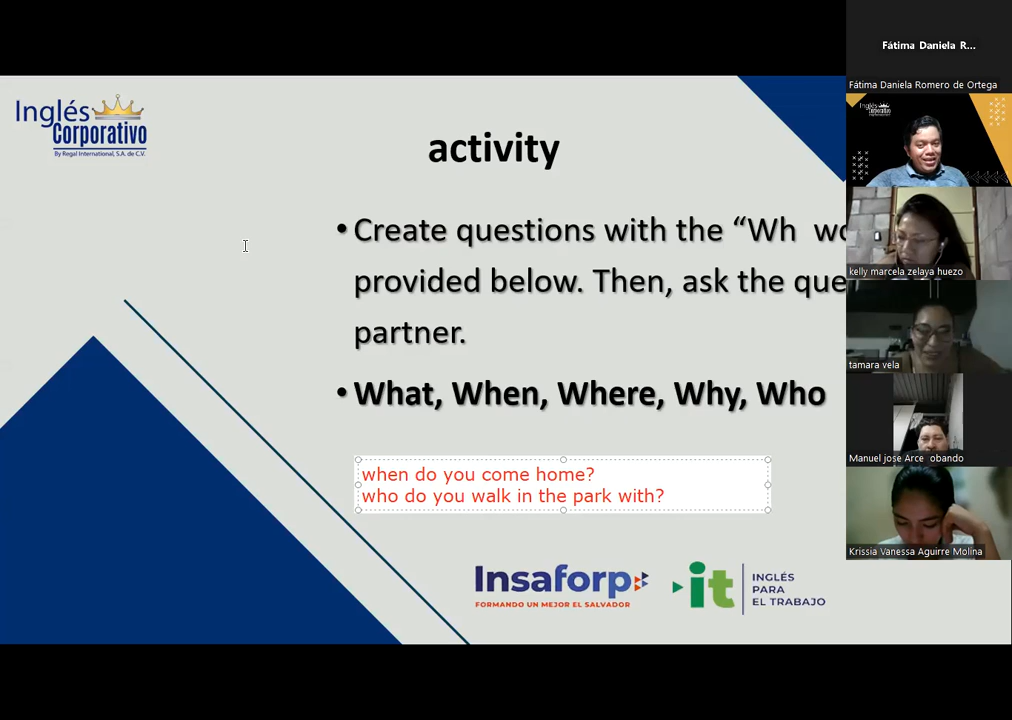 Inglés
Corporativo
By Regal International, S.A. de C.V.
activity
• Create questions with the “Wh
provided below. Then, ask the
partner.
• What, When, Where, Why, Who
when do you come home?
who do you walk in the park with?
Insaforp
FORMANDO UN MEJOR EL SALVADOR
it
INGLÉS
PARA
EL TRABAJO
Fátima Daniela R...
Fátima Daniela Romero de Ortega
kelly marcela zelaya huezo
tamara vela
Manuel jose Arce obando
Krissia Vanessa Aguirre Molina